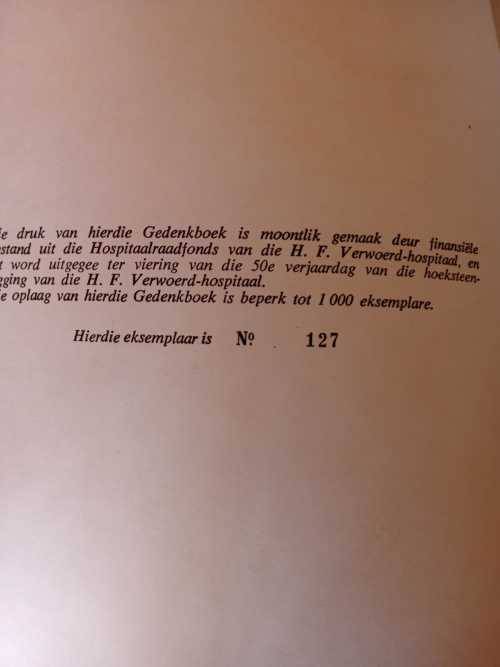 ie druk van hierdie Gedenkboek is moontlik gemaak deur finansiële
stand uit die Hospitaalraadfonds van die H. F. Verwoerd-hospitaal, en
t word uitgegee ter viering van die 50e verjaardag van die hoeksteen-
gging van die H. F. Verwoerd-hospitaal.
e oplaag van hierdie Gedenkboek is beperk tot 1 000 eksemplare.
Hierdie eksemplaar is Nº 127